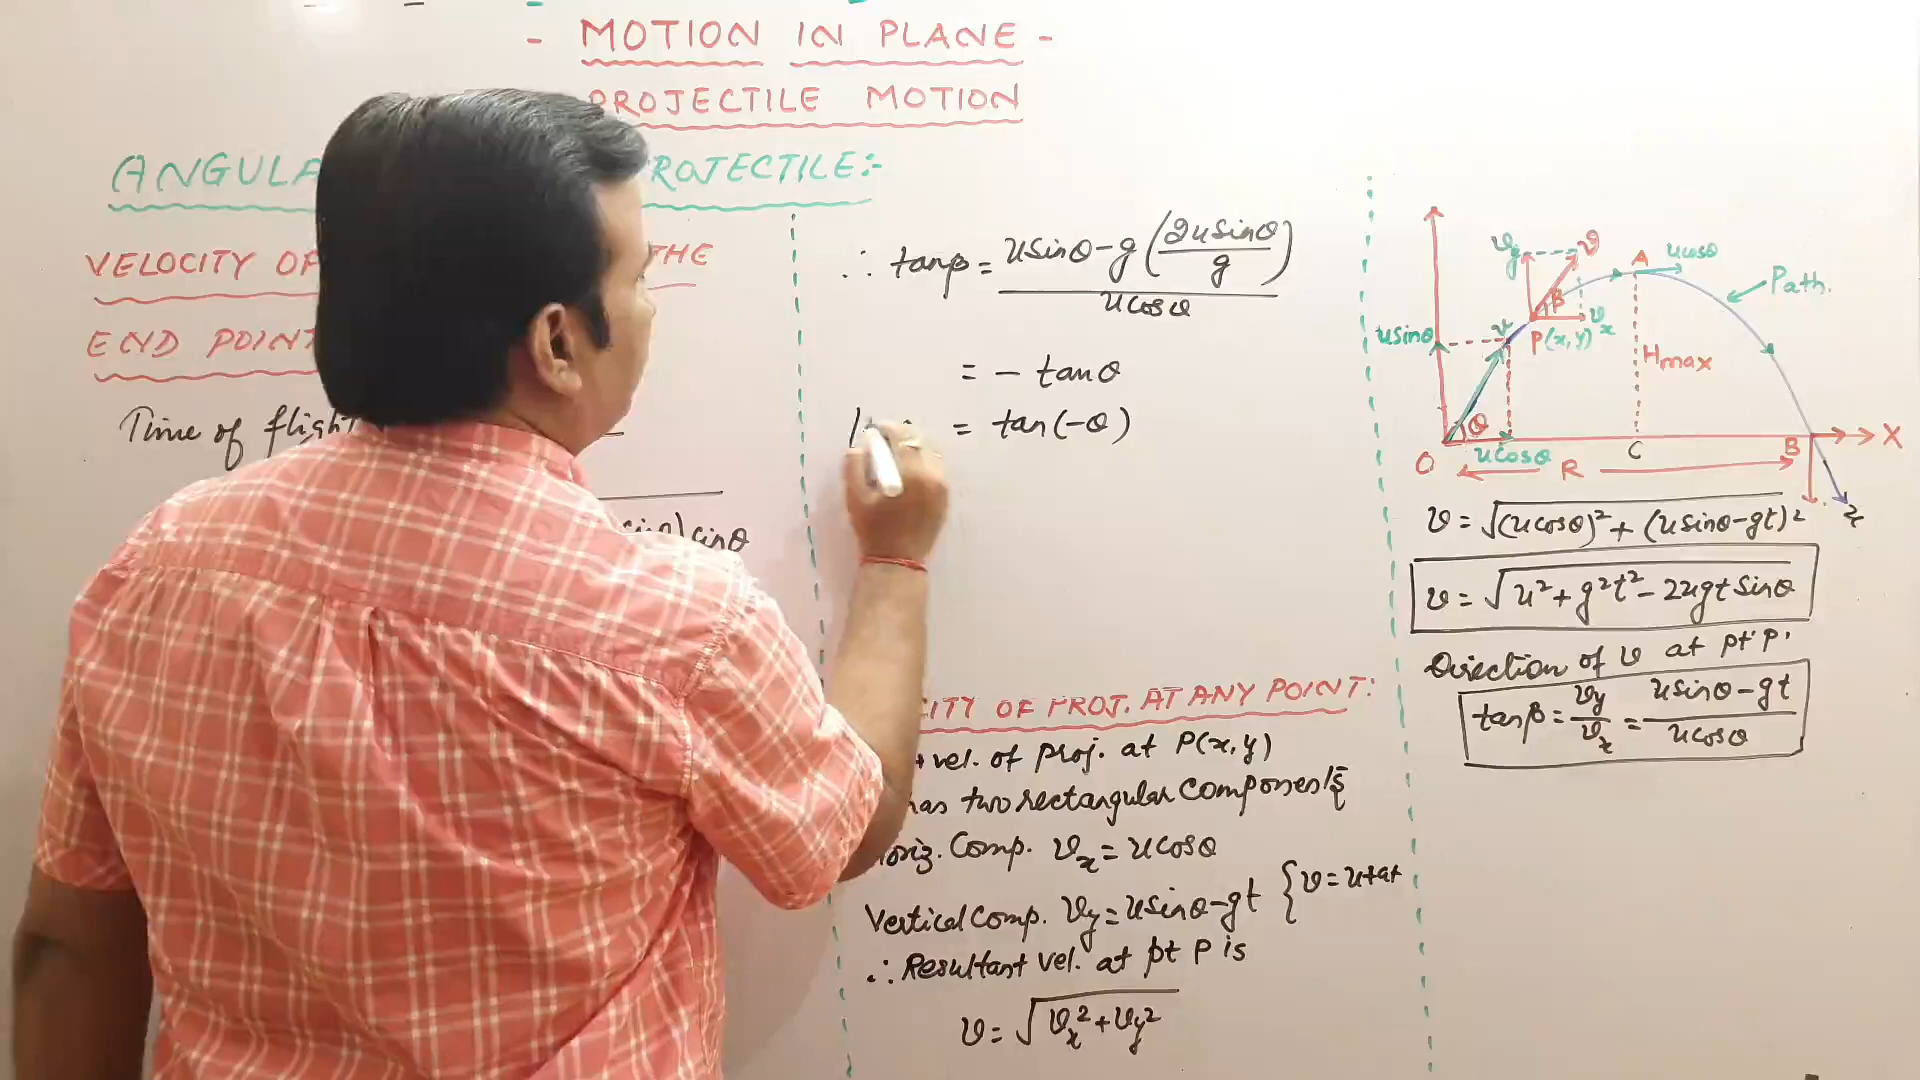 - MOTION IN PLANE -
PROJECTILE MOTION
ANGULA ROJECTILE:-
VELOCITY OF THE
END POINT
Time of flight
sinθ
∴ tanβ = usinθ-g(2usinθ/g) / ucosθ
= - tanθ
= tan(-θ)
CITY OF PROJ. AT ANY POINT:
vel. of proj. at P(x,y)
has two rectangular Components
Horiz. Comp. vx = ucosθ
Vertical Comp. vy = usinθ-gt {v=u+at
∴ Resultant vel. at pt P is
v = √vx²+vy²
vy v A ucosθ
β Path.
usinθ u P(x,y) vx
Hmax
θ
O ucosθ C B X
R
v = √(ucosθ)²+(usinθ-gt)²
v = √u²+g²t²-2ugtsinθ
Direction of v at pt P.
tanβ = vy/vx = usinθ-gt / ucosθ